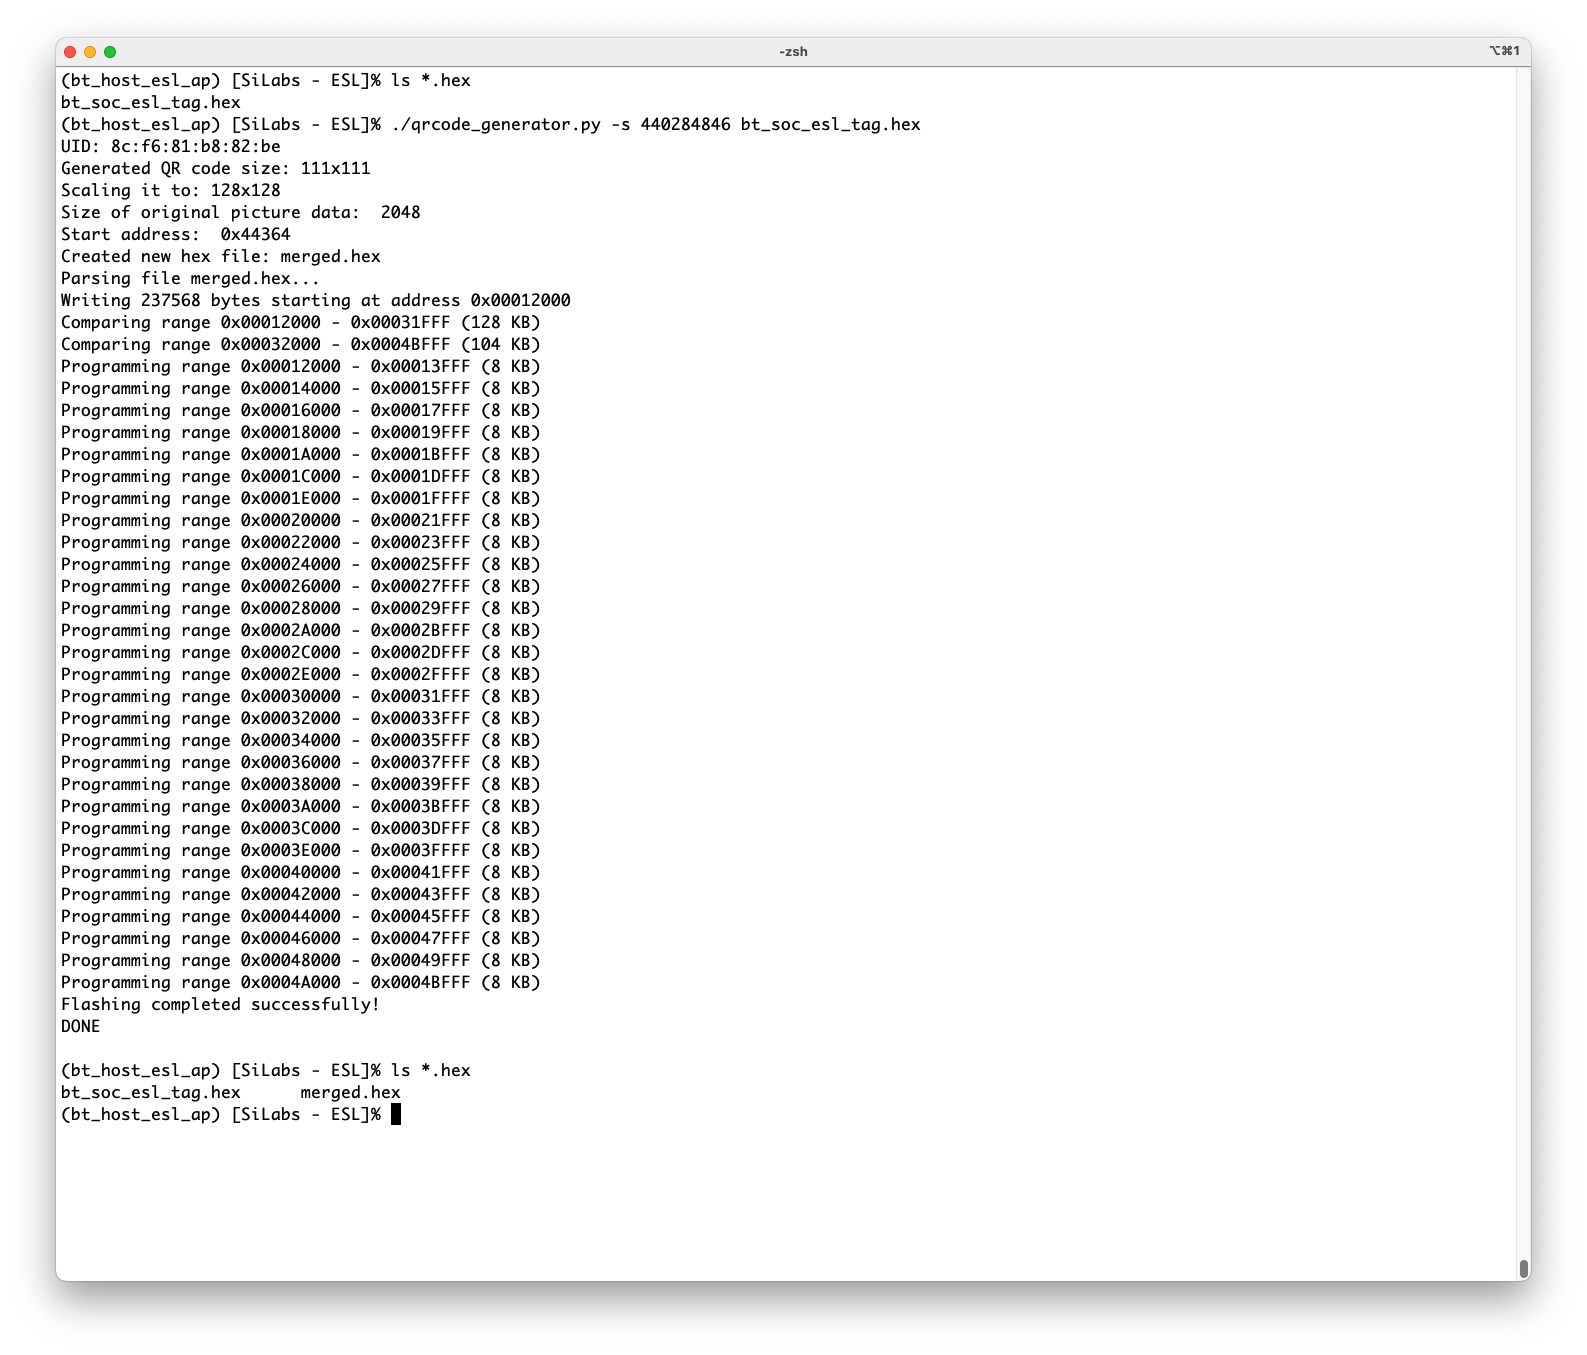 -zsh
⌥⌘1
(bt_host_esl_ap) [SiLabs - ESL]% ls *.hex
bt_soc_esl_tag.hex
(bt_host_esl_ap) [SiLabs - ESL]% ./qrcode_generator.py -s 440284846 bt_soc_esl_tag.hex
UID: 8c:f6:81:b8:82:be
Generated QR code size: 111x111
Scaling it to: 128x128
Size of original picture data:  2048
Start address:  0x44364
Created new hex file: merged.hex
Parsing file merged.hex...
Writing 237568 bytes starting at address 0x00012000
Comparing range 0x00012000 - 0x00031FFF (128 KB)
Comparing range 0x00032000 - 0x0004BFFF (104 KB)
Programming range 0x00012000 - 0x00013FFF (8 KB)
Programming range 0x00014000 - 0x00015FFF (8 KB)
Programming range 0x00016000 - 0x00017FFF (8 KB)
Programming range 0x00018000 - 0x00019FFF (8 KB)
Programming range 0x0001A000 - 0x0001BFFF (8 KB)
Programming range 0x0001C000 - 0x0001DFFF (8 KB)
Programming range 0x0001E000 - 0x0001FFFF (8 KB)
Programming range 0x00020000 - 0x00021FFF (8 KB)
Programming range 0x00022000 - 0x00023FFF (8 KB)
Programming range 0x00024000 - 0x00025FFF (8 KB)
Programming range 0x00026000 - 0x00027FFF (8 KB)
Programming range 0x00028000 - 0x00029FFF (8 KB)
Programming range 0x0002A000 - 0x0002BFFF (8 KB)
Programming range 0x0002C000 - 0x0002DFFF (8 KB)
Programming range 0x0002E000 - 0x0002FFFF (8 KB)
Programming range 0x00030000 - 0x00031FFF (8 KB)
Programming range 0x00032000 - 0x00033FFF (8 KB)
Programming range 0x00034000 - 0x00035FFF (8 KB)
Programming range 0x00036000 - 0x00037FFF (8 KB)
Programming range 0x00038000 - 0x00039FFF (8 KB)
Programming range 0x0003A000 - 0x0003BFFF (8 KB)
Programming range 0x0003C000 - 0x0003DFFF (8 KB)
Programming range 0x0003E000 - 0x0003FFFF (8 KB)
Programming range 0x00040000 - 0x00041FFF (8 KB)
Programming range 0x00042000 - 0x00043FFF (8 KB)
Programming range 0x00044000 - 0x00045FFF (8 KB)
Programming range 0x00046000 - 0x00047FFF (8 KB)
Programming range 0x00048000 - 0x00049FFF (8 KB)
Programming range 0x0004A000 - 0x0004BFFF (8 KB)
Flashing completed successfully!
DONE
(bt_host_esl_ap) [SiLabs - ESL]% ls *.hex
bt_soc_esl_tag.hex      merged.hex
(bt_host_esl_ap) [SiLabs - ESL]%